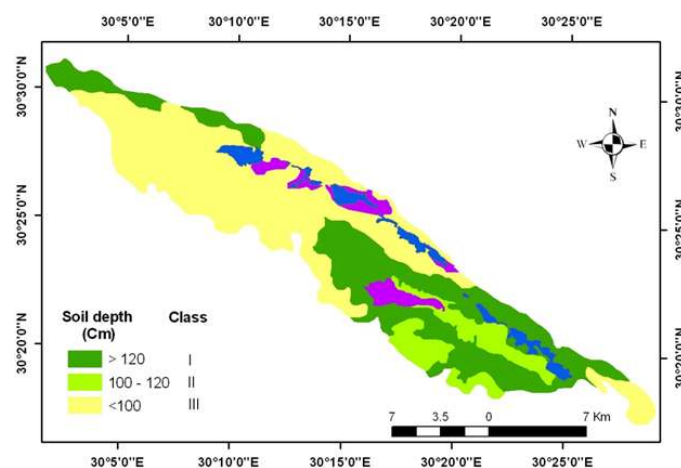 30°5'0"E 30°10'0"E 30°15'0"E 30°20'0"E 30°25'0"E
30°30'0"N 30°30'0"N
N
W E
S
30°25'0"N 30°25'0"N
30°20'0"N 30°20'0"N
Soil depth Class
(Cm)
> 120 I
100 - 120 II
<100 III
7 3.5 0 7 Km
30°5'0"E 30°10'0"E 30°15'0"E 30°20'0"E 30°25'0"E